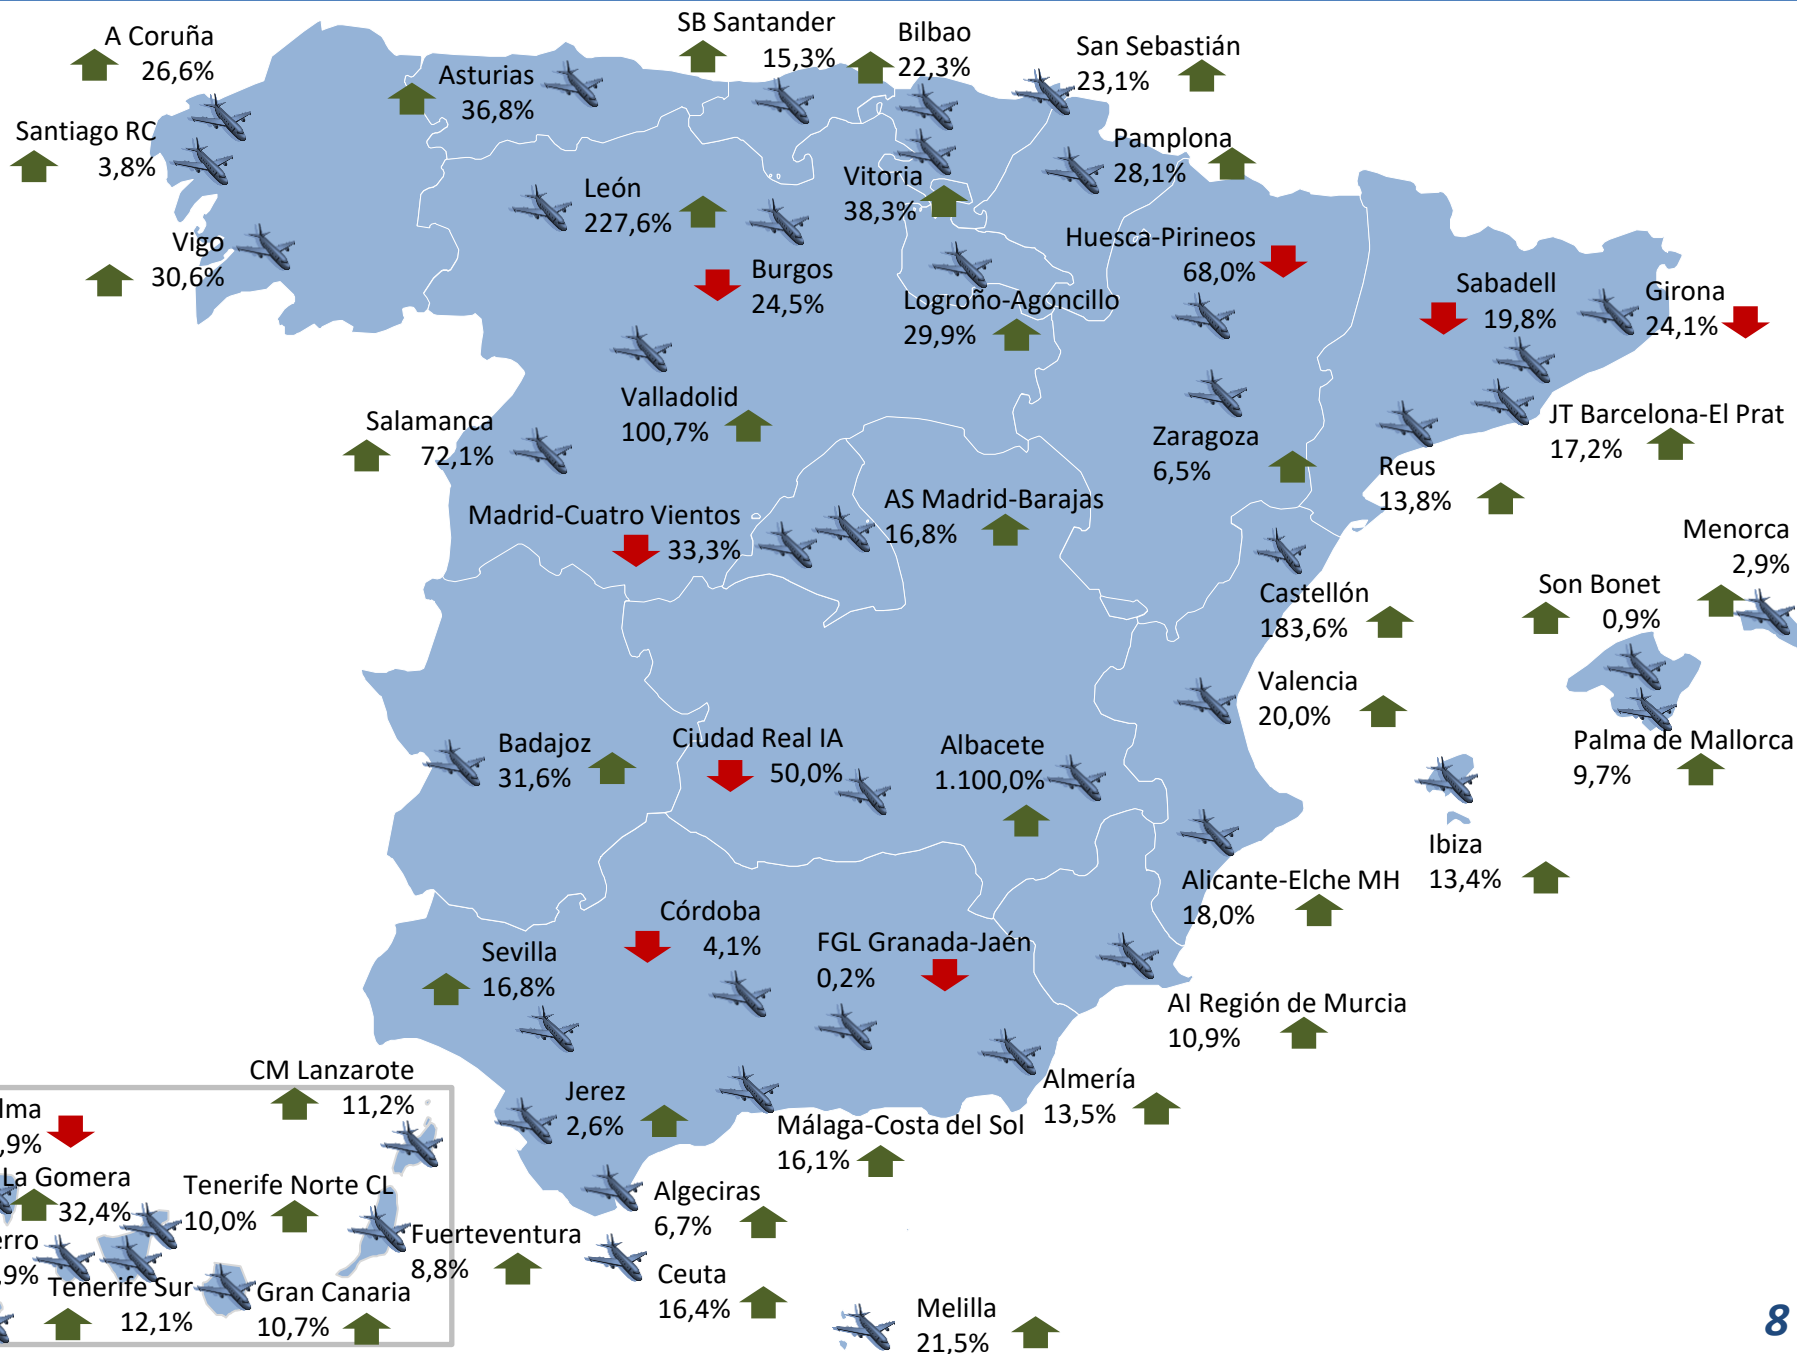 A Coruña
26,6%
SB Santander
15,3%
Bilbao
22,3%
San Sebastián
23,1%
Asturias
36,8%
Santiago RC
3,8%
Pamplona
28,1%
León
227,6%
Vitoria
38,3%
Vigo
30,6%
Huesca-Pirineos
68,0%
Burgos
24,5%
Sabadell
19,8%
Girona
24,1%
Logroño-Agoncillo
29,9%
Valladolid
100,7%
Salamanca
72,1%
JT Barcelona-El Prat
17,2%
Zaragoza
6,5%
Reus
13,8%
AS Madrid-Barajas
16,8%
Madrid-Cuatro Vientos
33,3%
Menorca
2,9%
Son Bonet
0,9%
Castellón
183,6%
Valencia
20,0%
Palma de Mallorca
9,7%
Badajoz
31,6%
Ciudad Real IA
50,0%
Albacete
1.100,0%
Ibiza
13,4%
Alicante-Elche MH
18,0%
Córdoba
4,1%
FGL Granada-Jaén
0,2%
Sevilla
16,8%
AI Región de Murcia
10,9%
CM Lanzarote
11,2%
Almería
13,5%
Jerez
2,6%
Málaga-Costa del Sol
16,1%
lma
,9%
La Gomera
32,4%
Tenerife Norte CL
10,0%
Algeciras
6,7%
Fuerteventura
8,8%
erro
,9%
Tenerife Sur
12,1%
Gran Canaria
10,7%
Ceuta
16,4%
Melilla
21,5%
8